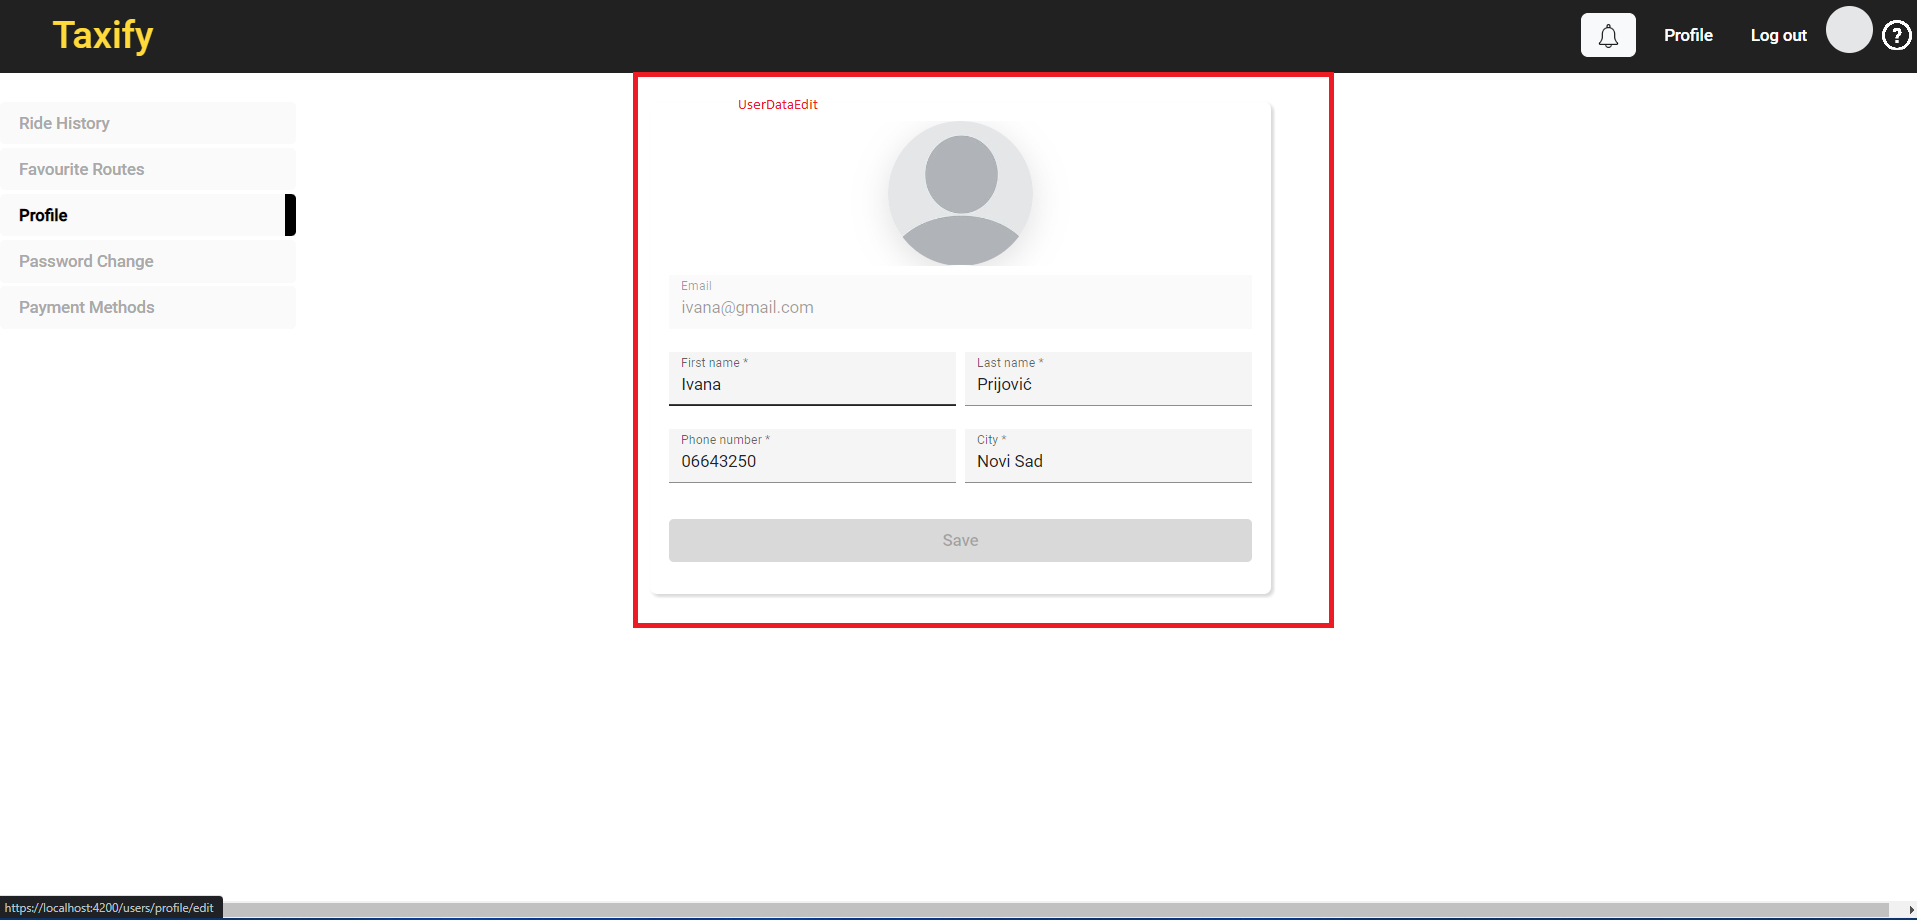 Taxify
Profile
Log out
?
Ride History
Favourite Routes
Profile
Password Change
Payment Methods
UserDataEdit
Email
ivana@gmail.com
First name *
Ivana
Last name *
Prijović
Phone number *
06643250
City *
Novi Sad
Save
https://localhost:4200/users/profile/edit